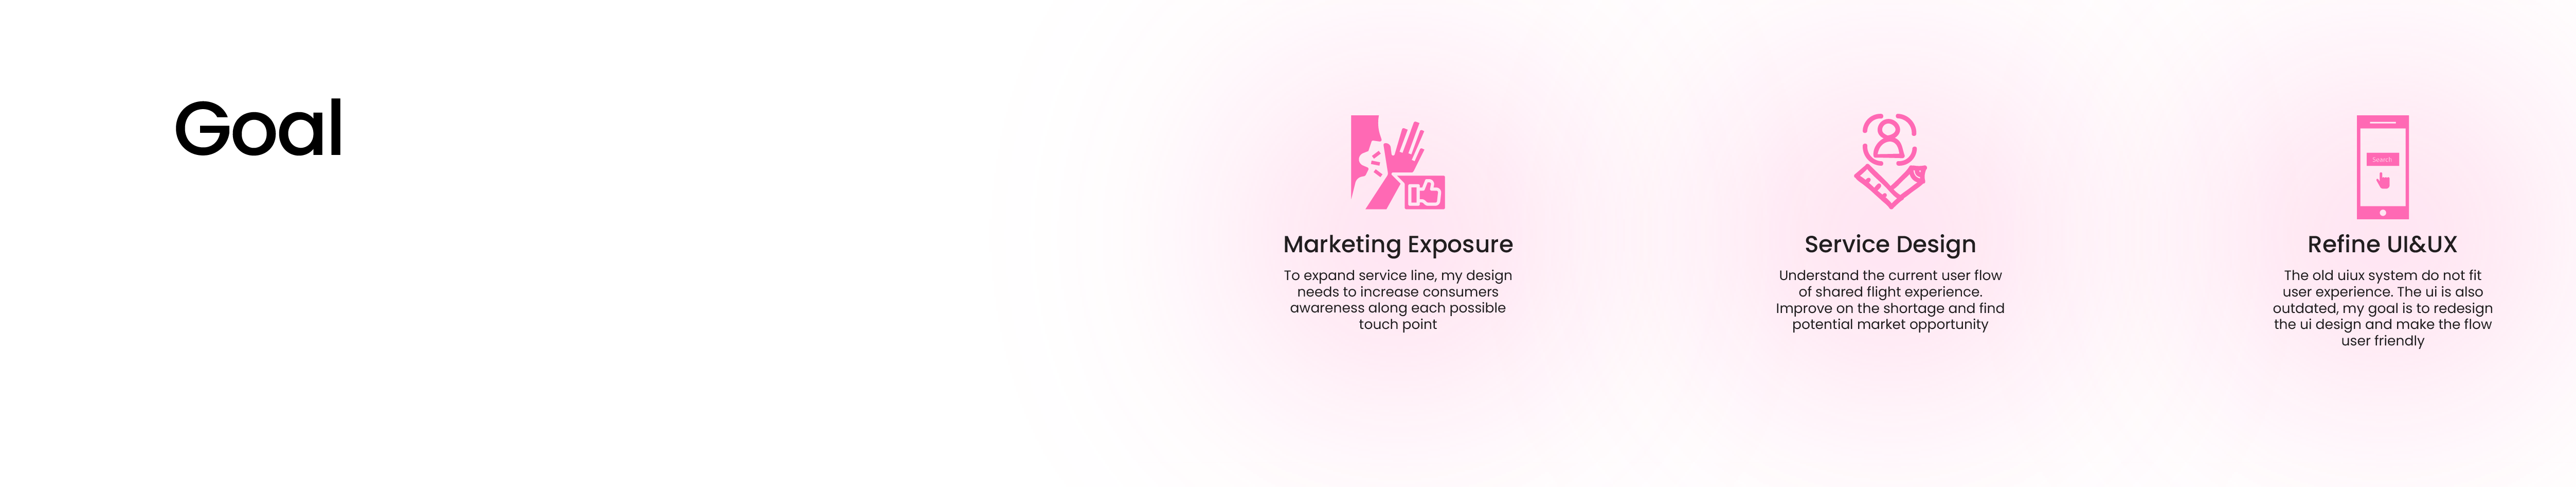 Goal
Marketing Exposure
To expand service line, my design
needs to increase consumers
awareness along each possible
touch point
Service Design
Understand the current user flow
of shared flight experience.
Improve on the shortage and find
potential market opportunity
Search
Refine UI&UX
The old uiux system do not fit
user experience. The ui is also
outdated, my goal is to redesign
the ui design and make the flow
user friendly